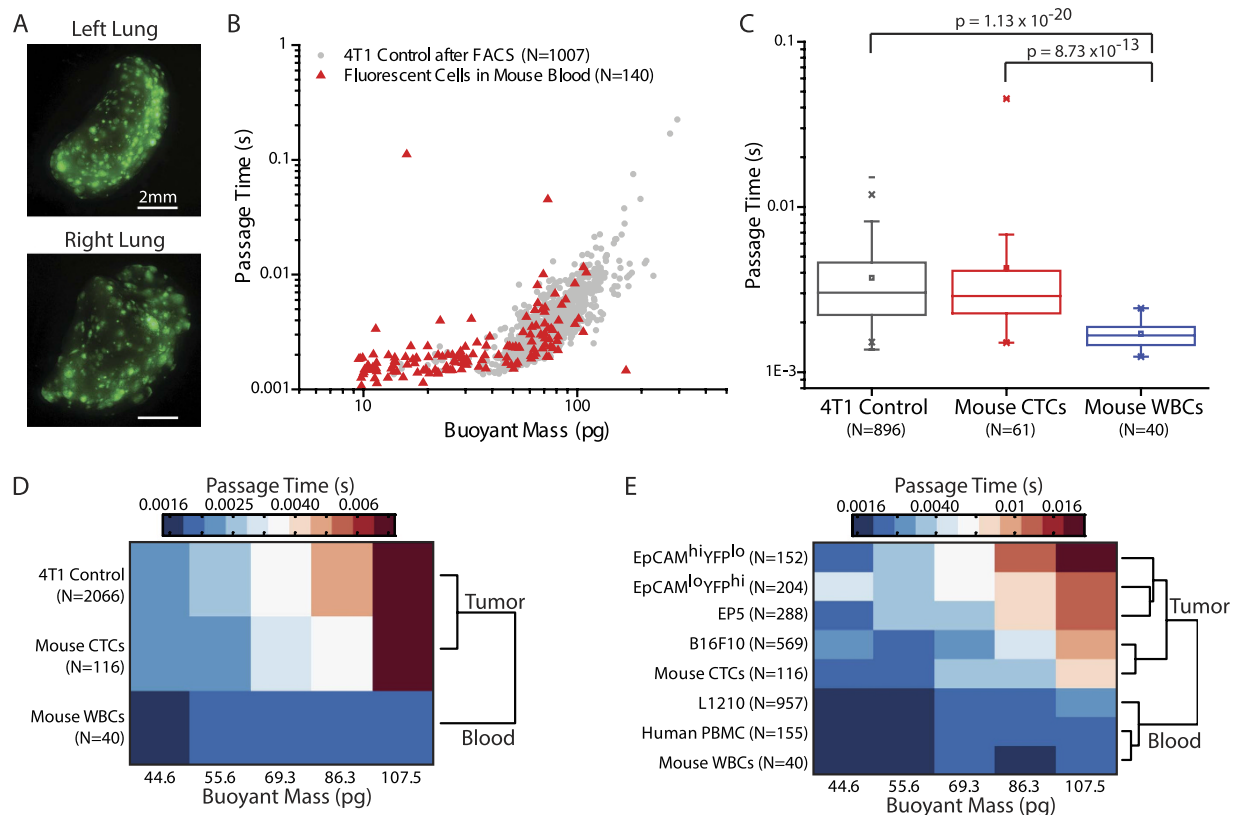 A
Left Lung
2mm
Right Lung
B
4T1 Control after FACS (N=1007)
Fluorescent Cells in Mouse Blood (N=140)
Passage Time (s)
1
0.1
0.01
0.001
10
100
Buoyant Mass (pg)
C
p = 1.13 x 10⁻²⁰
p = 8.73 x10⁻¹³
Passage Time (s)
0.1
0.01
1E−3
4T1 Control
(N=896)
Mouse CTCs
(N=61)
Mouse WBCs
(N=40)
D
Passage Time (s)
0.0016 0.0025 0.0040 0.006
4T1 Control
(N=2066)
Mouse CTCs
(N=116)
Mouse WBCs
(N=40)
Tumor
Blood
44.6 55.6 69.3 86.3 107.5
Buoyant Mass (pg)
E
Passage Time (s)
0.0016 0.0040 0.01 0.016
EpCAMʰⁱYFPˡᵒ (N=152)
EpCAMˡᵒYFPʰⁱ (N=204)
EP5 (N=288)
B16F10 (N=569)
Mouse CTCs (N=116)
L1210 (N=957)
Human PBMC (N=155)
Mouse WBCs (N=40)
Tumor
Blood
44.6 55.6 69.3 86.3 107.5
Buoyant Mass (pg)